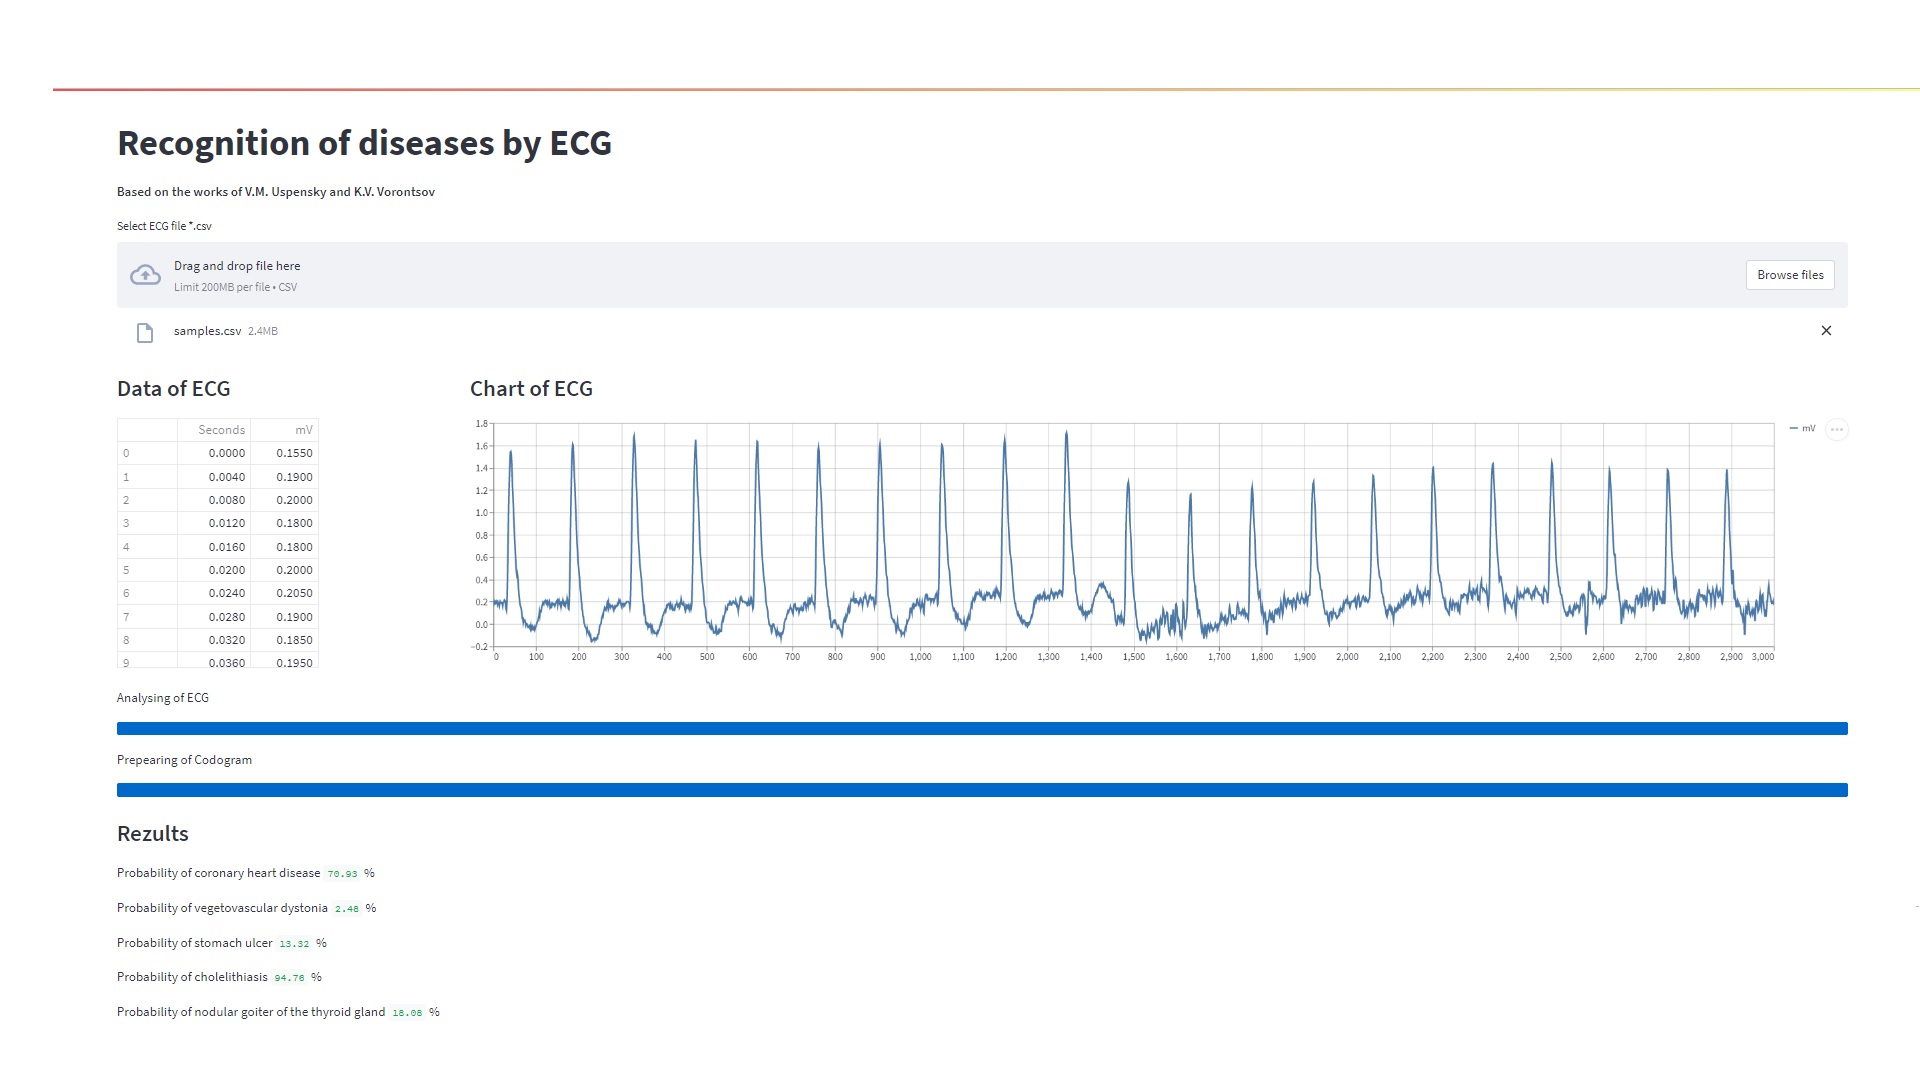 Recognition of diseases by ECG
Based on the works of V.M. Uspensky and K.V. Vorontsov
Select ECG file *.csv
Drag and drop file here
Limit 200MB per file • CSV
Browse files
samples.csv 2.4MB
Data of ECG
Seconds mV
0 0.0000 0.1550
1 0.0040 0.1900
2 0.0080 0.2000
3 0.0120 0.1800
4 0.0160 0.1800
5 0.0200 0.2000
6 0.0240 0.2050
7 0.0280 0.1900
8 0.0320 0.1850
9 0.0360 0.1950
Chart of ECG
1.8
1.6
1.4
1.2
1.0
0.8
0.6
0.4
0.2
0.0
−0.2
0 100 200 300 400 500 600 700 800 900 1,000 1,100 1,200 1,300 1,400 1,500 1,600 1,700 1,800 1,900 2,000 2,100 2,200 2,300 2,400 2,500 2,600 2,700 2,800 2,900 3,000
mV
Analysing of ECG
Prepearing of Codogram
Rezults
Probability of coronary heart disease 70.93 %
Probability of vegetovascular dystonia 2.48 %
Probability of stomach ulcer 13.32 %
Probability of cholelithiasis 94.76 %
Probability of nodular goiter of the thyroid gland 18.08 %